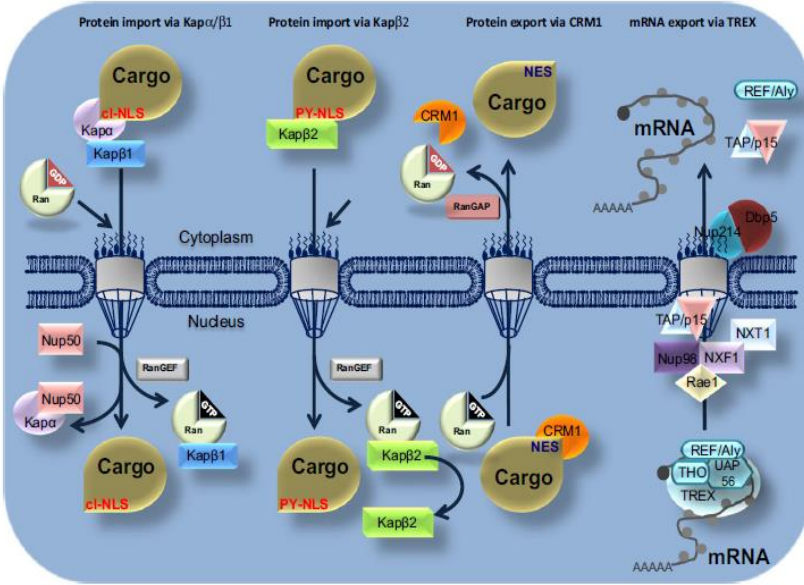 Protein import via Kapα/β1
Protein import via Kapβ2
Protein export via CRM1
mRNA export via TREX
Cargo
cl-NLS
Kapα
Kapβ1
GDP
Ran
Cargo
PY-NLS
Kapβ2
NES
Cargo
CRM1
GDP
Ran
RanGAP
REF/Aly
mRNA
TAP/p15
AAAAA
Nup214
Dbp5
Cytoplasm
Nucleus
Nup50
RanGEF
Nup50
Kapα
GTP
Ran
Kapβ1
Cargo
cl-NLS
RanGEF
GTP
Ran
Kapβ2
Kapβ2
Cargo
PY-NLS
GTP
Ran
CRM1
NES
Cargo
TAP/p15
NXT1
Nup98
NXF1
Rae1
REF/Aly
THO
UAP
56
TREX
mRNA
AAAAA